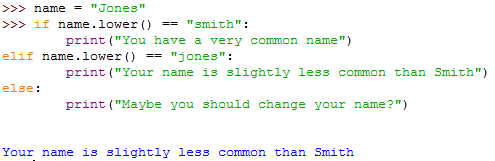 >>> name = "Jones"
>>> if name.lower() == "smith":
        print("You have a very common name")
elif name.lower() == "jones":
        print("Your name is slightly less common than Smith")
else:
        print("Maybe you should change your name?")
Your name is slightly less common than Smith